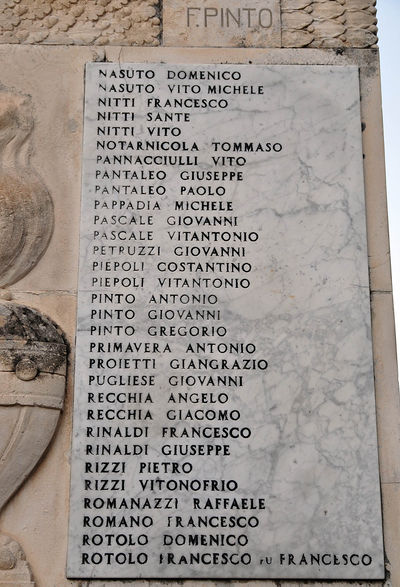 F. PINTO
NASUTO DOMENICO
NASUTO VITO MICHELE
NITTI FRANCESCO
NITTI SANTE
NITTI VITO
NOTARNICOLA TOMMASO
PANNACCIULLI VITO
PANTALEO GIUSEPPE
PANTALEO PAOLO
PAPPADIA MICHELE
PASCALE GIOVANNI
PASCALE VITANTONIO
PETRUZZI GIOVANNI
PIEPOLI COSTANTINO
PIEPOLI VITANTONIO
PINTO ANTONIO
PINTO GIOVANNI
PINTO GREGORIO
PRIMAVERA ANTONIO
PROIETTI GIANGRAZIO
PUGLIESE GIOVANNI
RECCHIA ANGELO
RECCHIA GIACOMO
RINALDI FRANCESCO
RINALDI GIUSEPPE
RIZZI PIETRO
RIZZI VITONOFRIO
ROMANAZZI RAFFAELE
ROMANO FRANCESCO
ROTOLO DOMENICO
ROTOLO FRANCESCO FU FRANCESCO